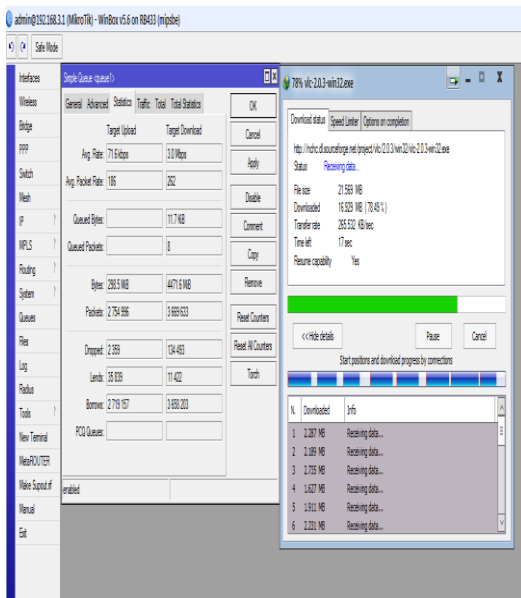 admin@192.168.3.1 (MikroTik) - WinBox v5.6 on RB433 (mipsbe)
Safe Mode
Interfaces
Wireless
Bridge
PPP
Switch
Mesh
IP
MPLS
Routing
System
Queues
Files
Log
Radius
Tools
New Terminal
MetaROUTER
Make Supout.rif
Manual
Exit
Simple Queue <queue1>
General Advanced Statistics Traffic Total Total Statistics
Target Upload Target Download
Avg. Rate: 71.6 kbps 3.0 Mbps
Avg. Packet Rate: 186 262
Queued Bytes: 11.7 KiB
Queued Packets: 8
Bytes: 268.5 MiB 4471.6 MiB
Packets: 2 754 996 3 669 633
Dropped: 2 359 134 493
Lends: 35 839 11 422
Borrows: 2 719 157 3 658 203
PCQ Queues:
enabled
OK
Cancel
Apply
Disable
Comment
Copy
Remove
Reset Counters
Reset All Counters
Torch
78% vlc-2.0.3-win32.exe
Download status Speed Limiter Options on completion
http://nchc.dl.sourceforge.net/project/vlc/2.0.3/win32/vlc-2.0.3-win32.exe
Status Receiving data...
File size 21.569 MB
Downloaded 16.929 MB ( 78.49 % )
Transfer rate 265.532 KB/sec
Time left 17 sec
Resume capability Yes
<< Hide details Pause Cancel
Start positions and download progress by connections
N. Downloaded Info
1 2.287 MB Receiving data...
2 2.189 MB Receiving data...
3 2.735 MB Receiving data...
4 1.627 MB Receiving data...
5 1.911 MB Receiving data...
6 2.231 MB Receiving data...